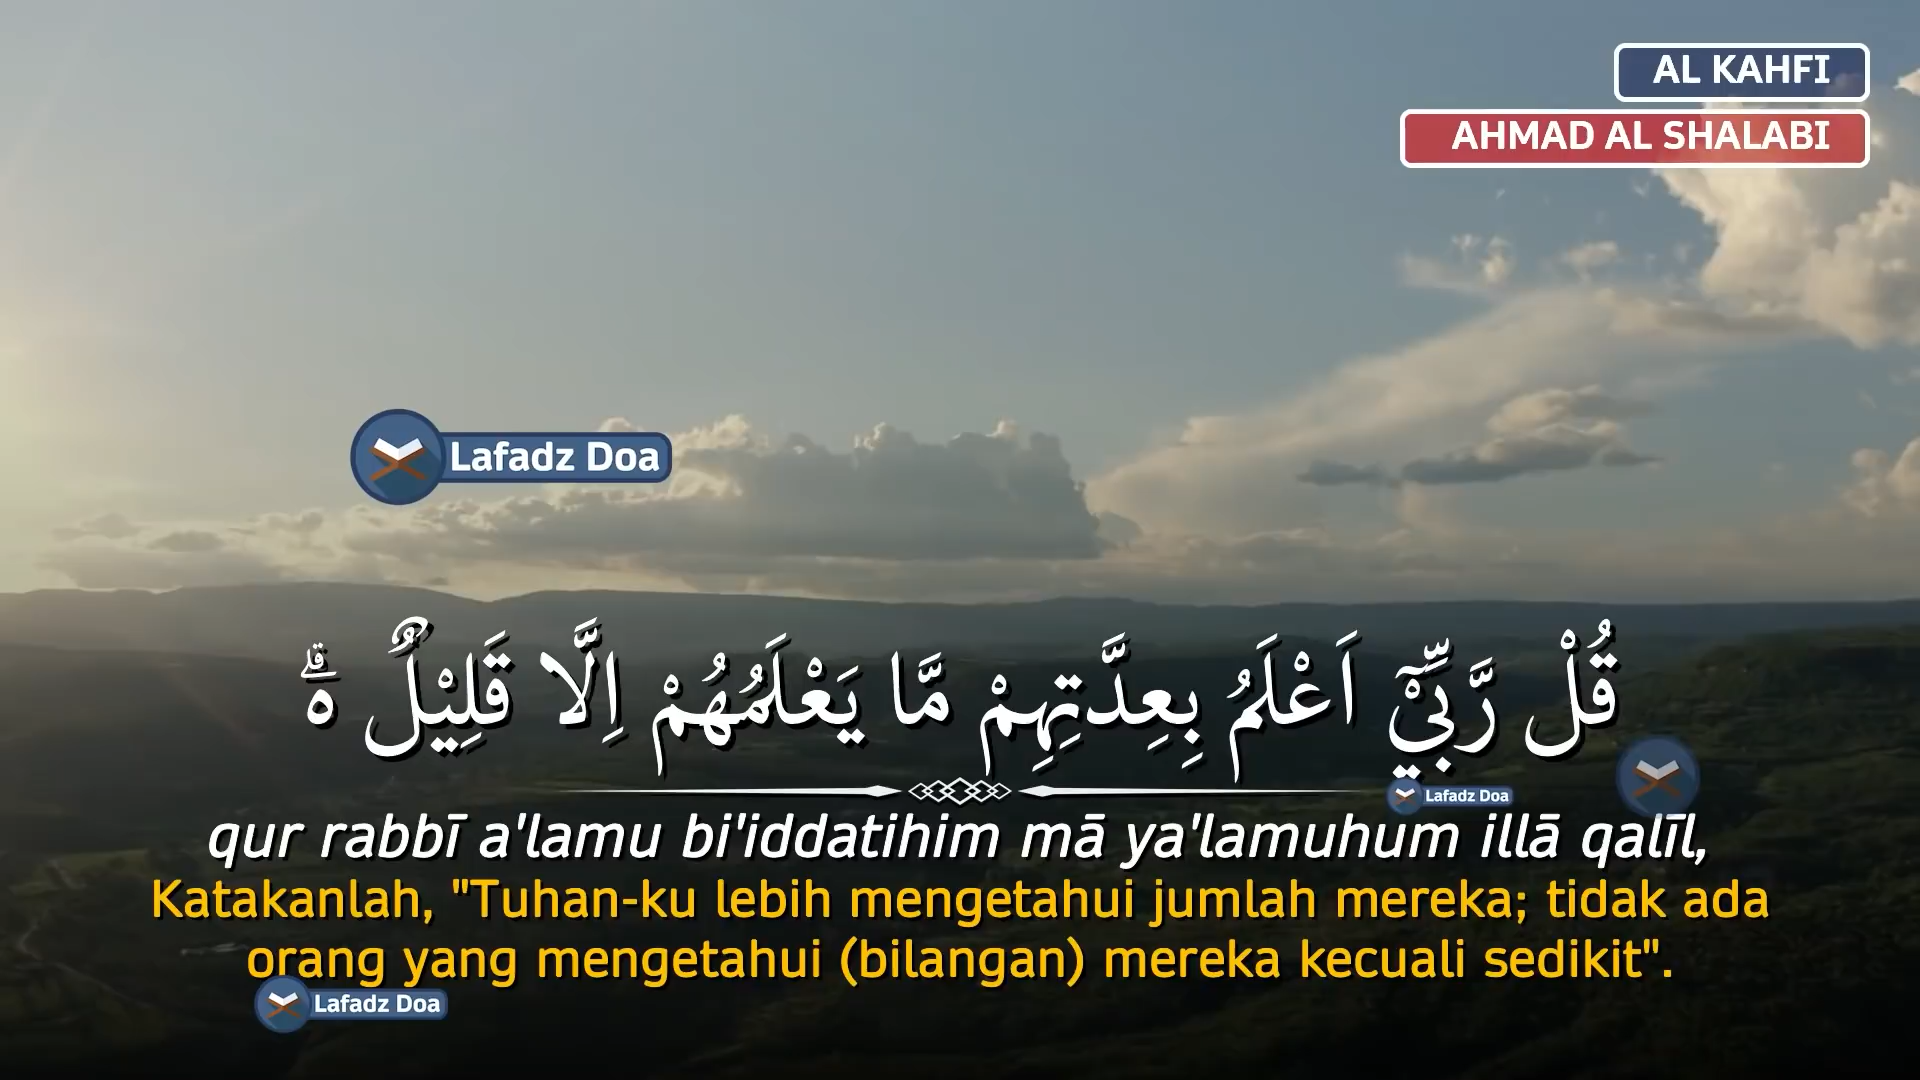 AL KAHFI
AHMAD AL SHALABI
Lafadz Doa
قُلْ رَّبِّيْٓ اَعْلَمُ بِعِدَّتِهِمْ مَّا يَعْلَمُهُمْ اِلَّا قَلِيْلٌ ەۗ
Lafadz Doa
qur rabbī a'lamu bi'iddatihim mā ya'lamuhum illā qalīl,
Katakanlah, "Tuhan-ku lebih mengetahui jumlah mereka; tidak ada
orang yang mengetahui (bilangan) mereka kecuali sedikit".
Lafadz Doa